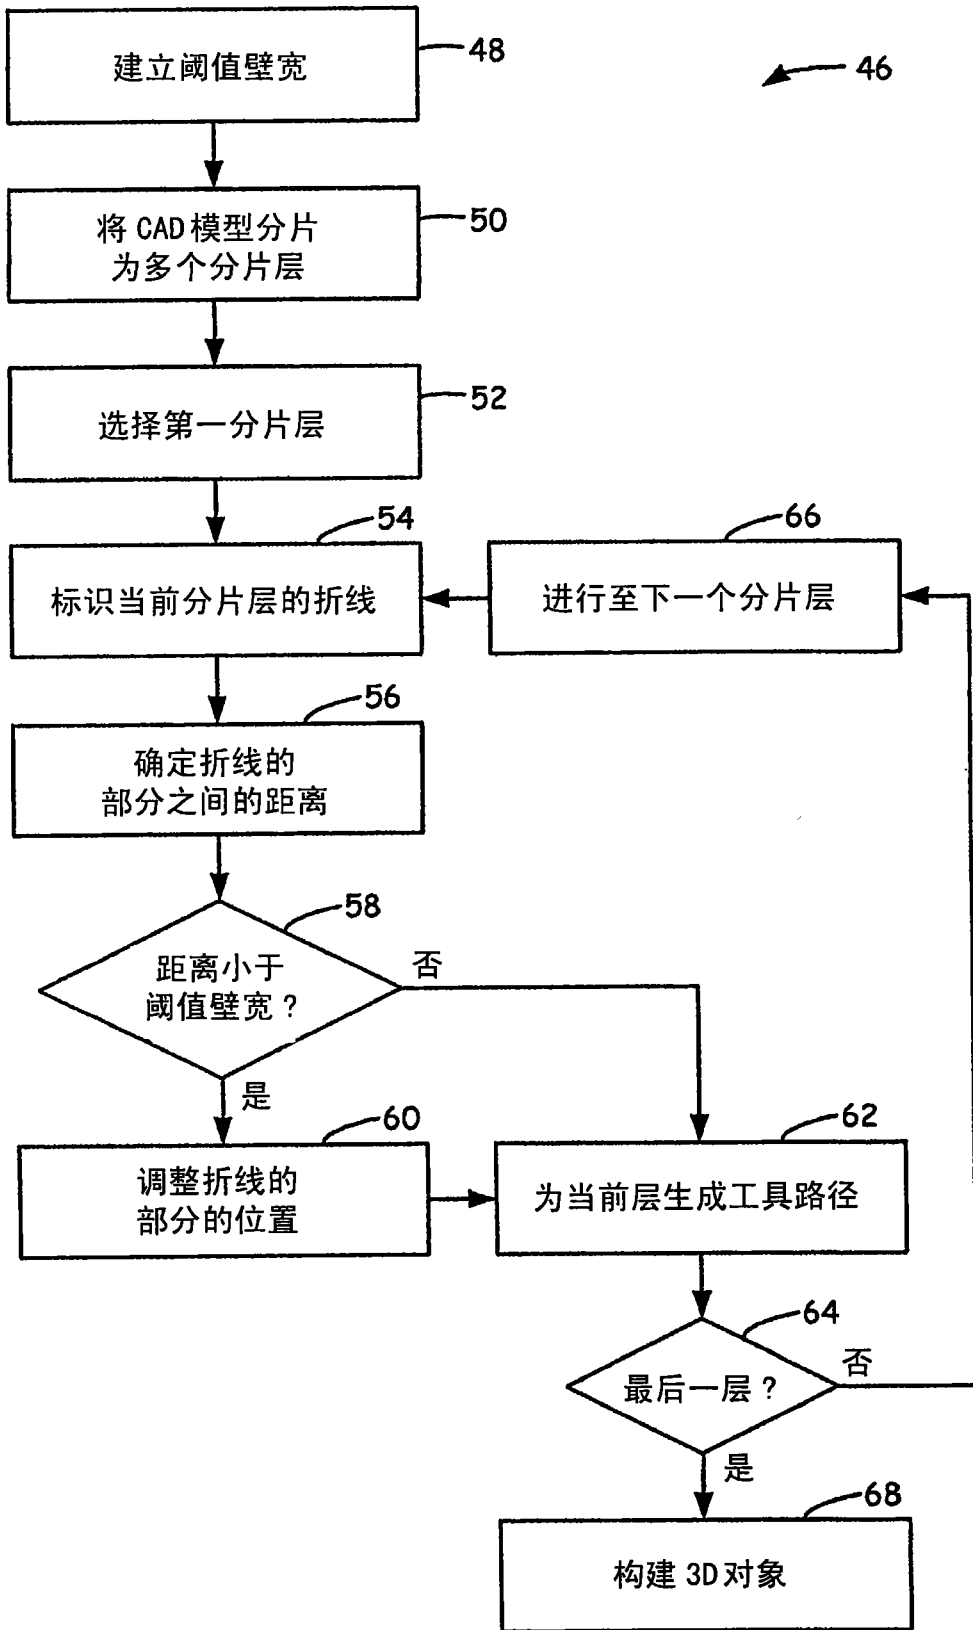 建立阈值壁宽
48
46
将CAD模型分片
为多个分片层
50
选择第一分片层
52
54
标识当前分片层的折线
66
进行至下一个分片层
56
确定折线的
部分之间的距离
58
距离小于
阈值壁宽?
否
是
60
调整折线的
部分的位置
62
为当前层生成工具路径
64
最后一层?
否
是
68
构建3D对象